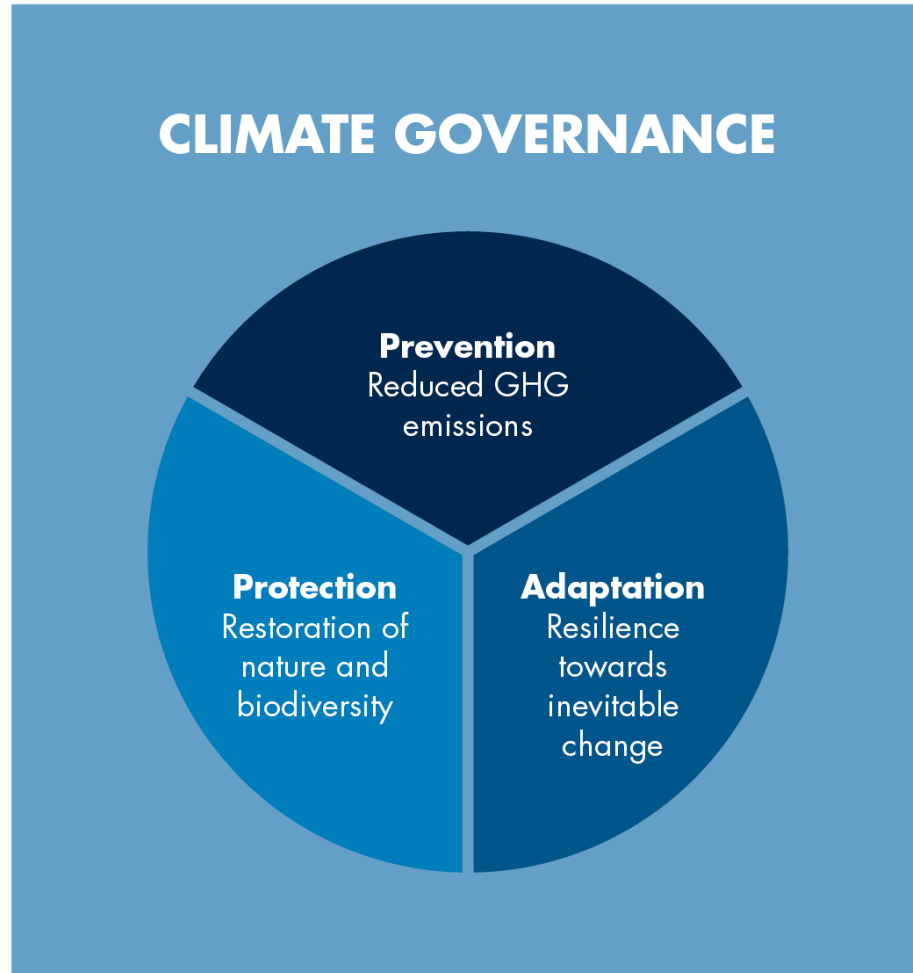 CLIMATE GOVERNANCE
Prevention
Reduced GHG
emissions
Protection
Restoration of
nature and
biodiversity
Adaptation
Resilience
towards
inevitable
change